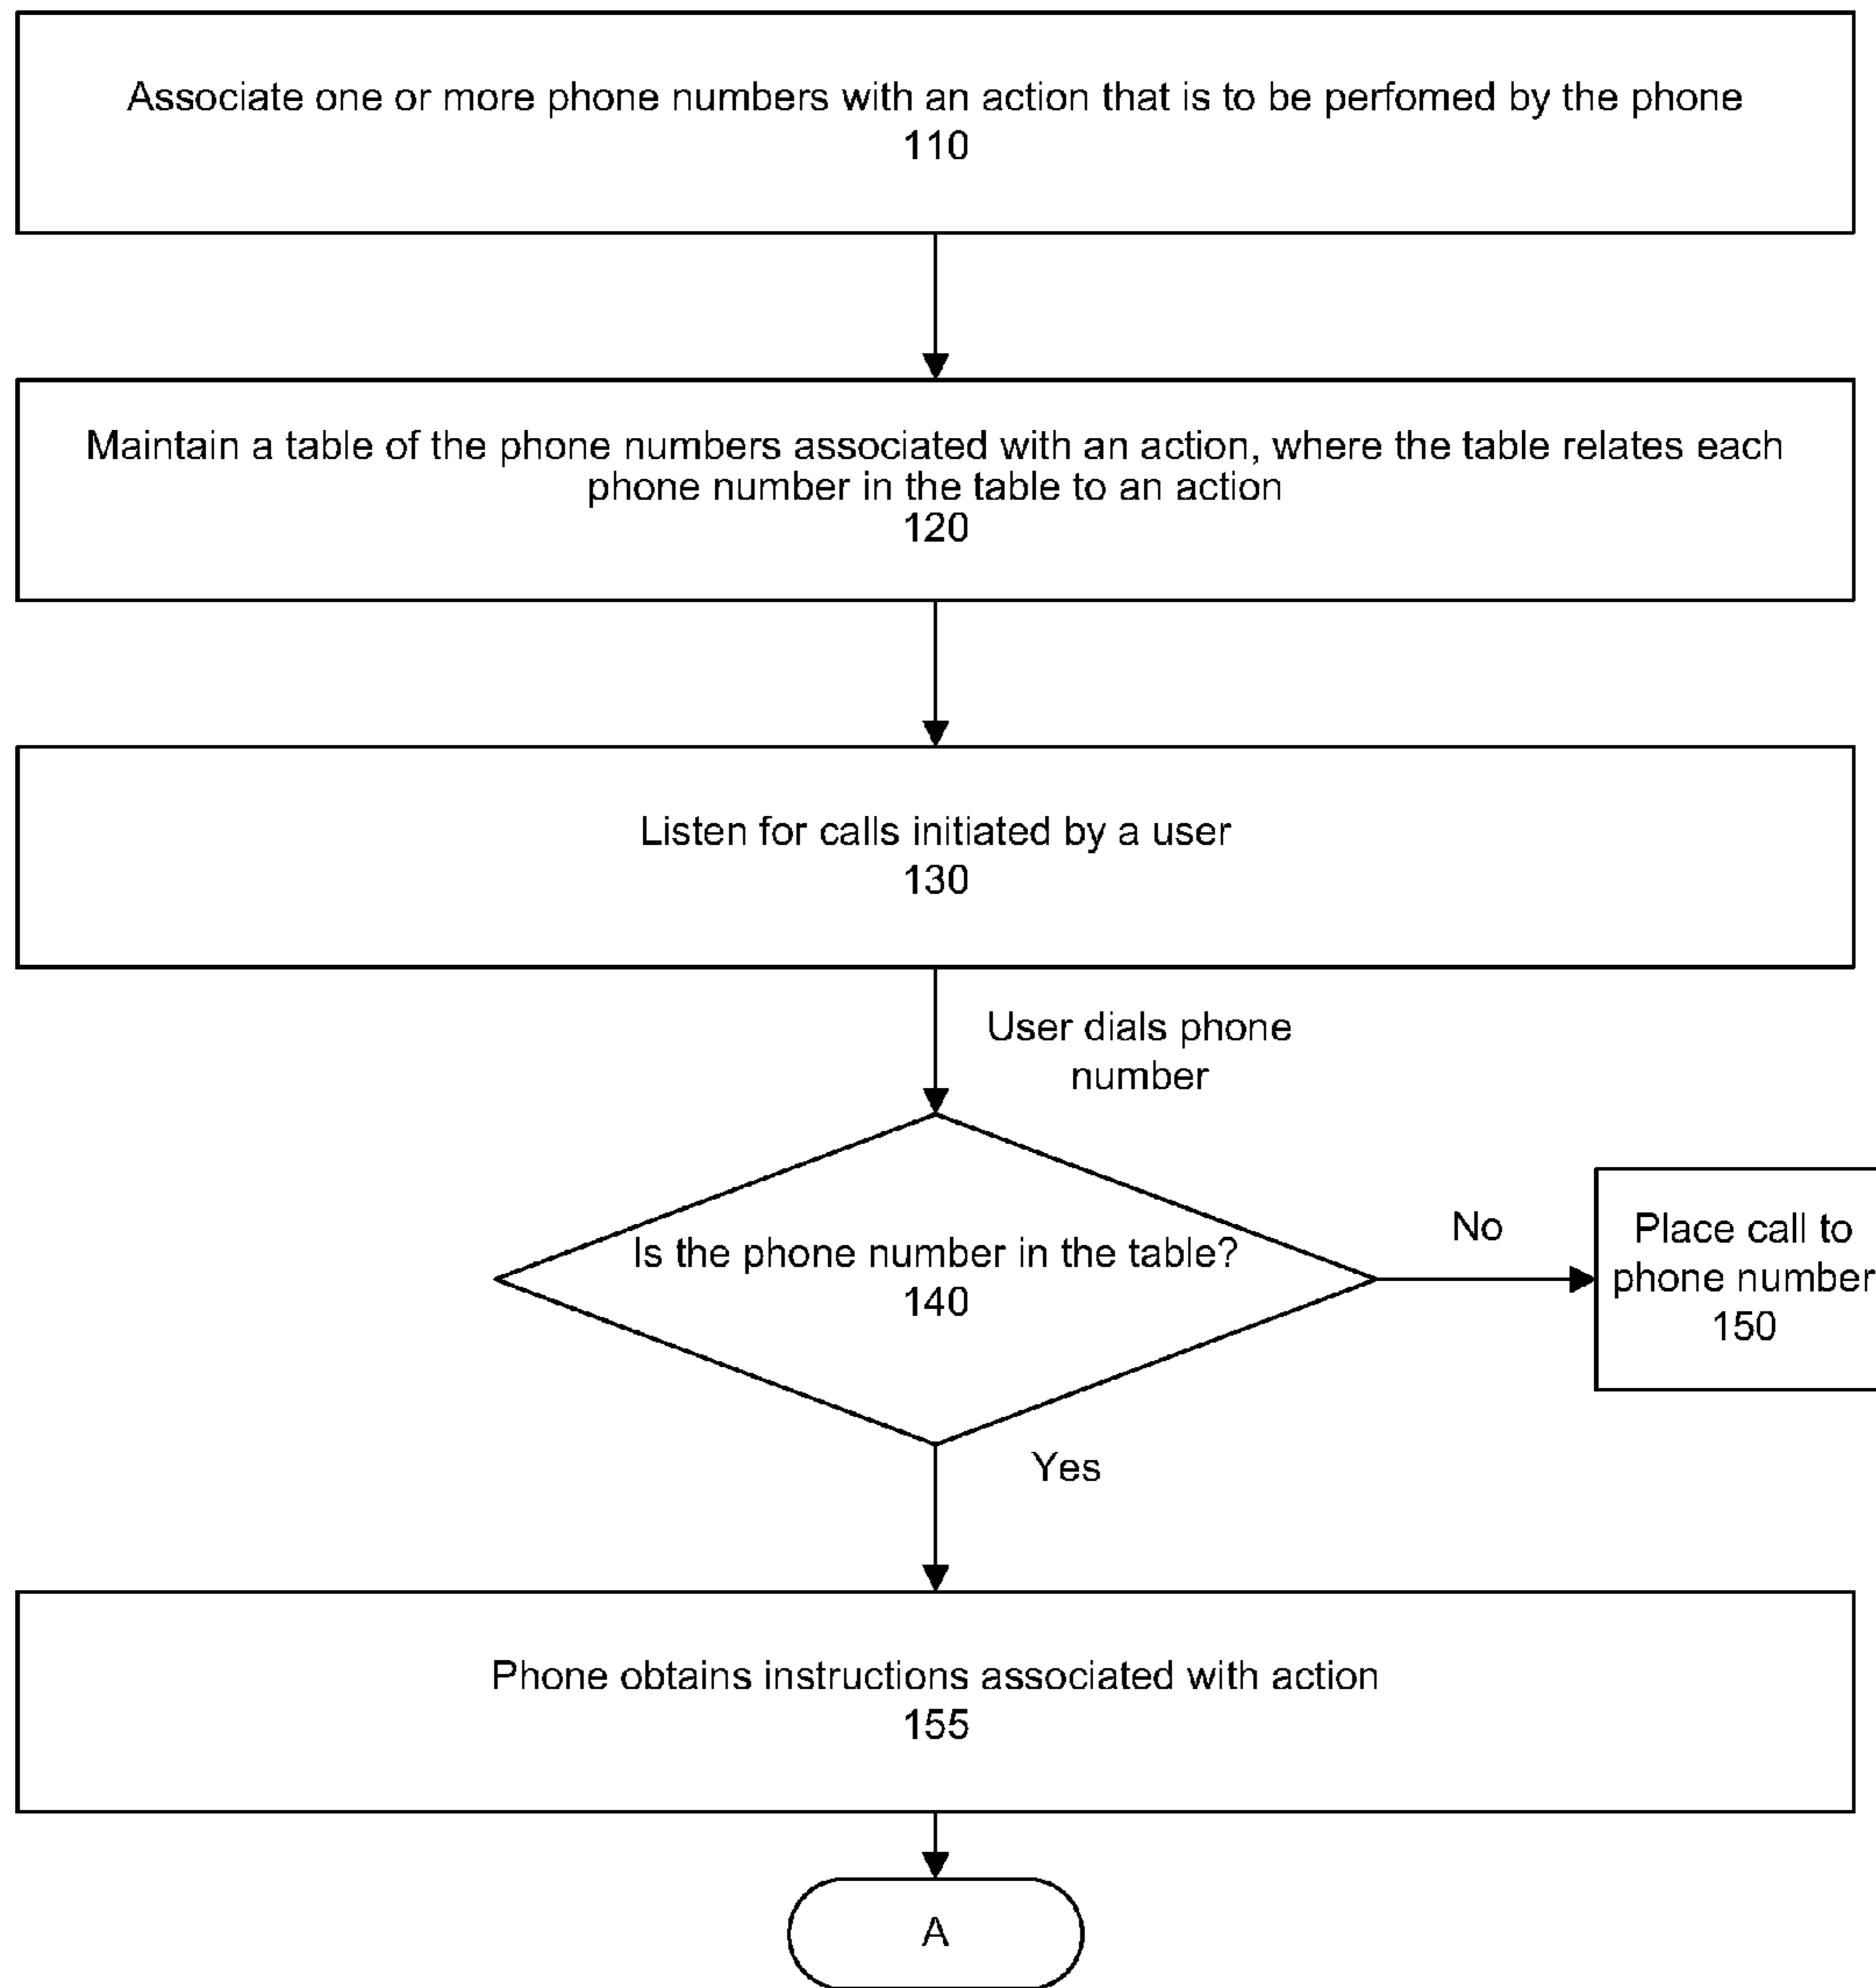 Associate one or more phone numbers with an action that is to be perfomed by the phone
110
Maintain a table of the phone numbers associated with an action, where the table relates each
phone number in the table to an action
120
Listen for calls initiated by a user
130
User dials phone
number
Is the phone number in the table?
140
No
Place call to
phone number
150
Yes
Phone obtains instructions associated with action
155
A